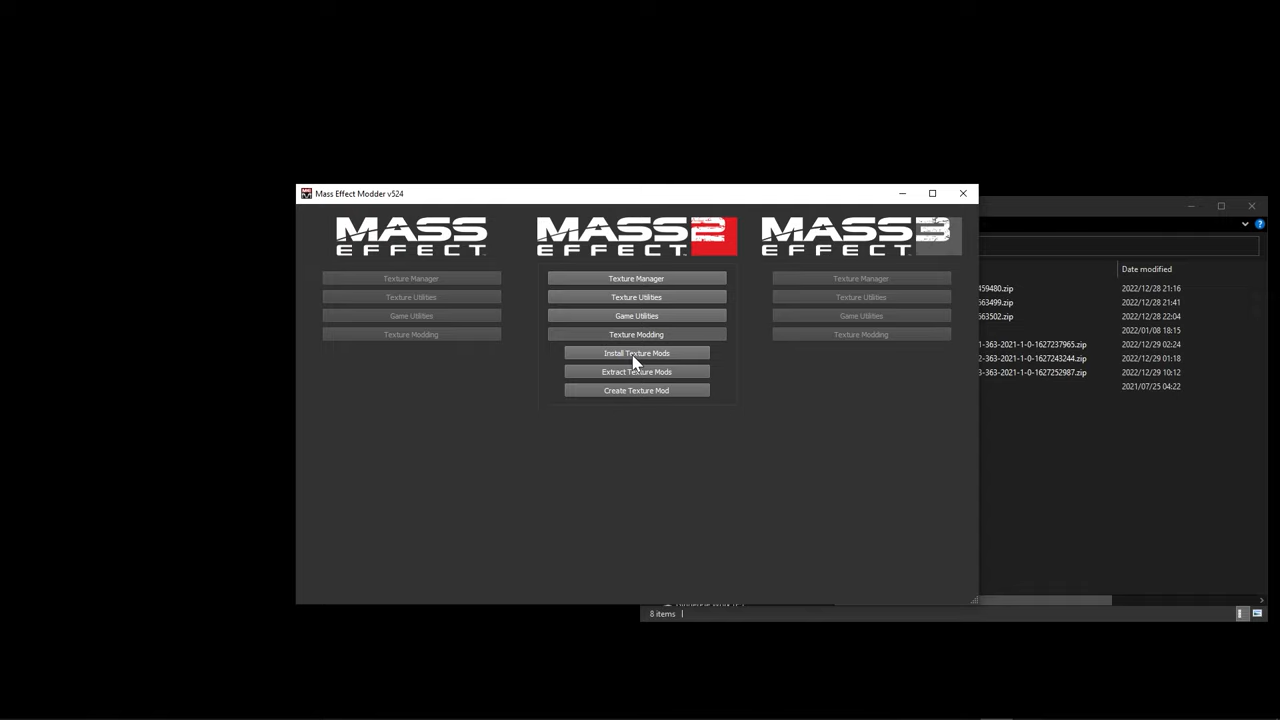 Mass Effect Modder v524
MASS EFFECT
MASS EFFECT 2
MASS EFFECT 3
Texture Manager
Texture Utilities
Game Utilities
Texture Modding
Texture Manager
Texture Utilities
Game Utilities
Texture Modding
Install Texture Mods
Extract Texture Mods
Create Texture Mod
Texture Manager
Texture Utilities
Game Utilities
Texture Modding
Date modified
459480.zip 2022/12/28 21:16
563499.zip 2022/12/28 21:41
563502.zip 2022/12/28 22:04
2022/01/08 18:15
1-363-2021-1-0-1627237965.zip 2022/12/29 02:24
-363-2021-1-0-1627243244.zip 2022/12/29 01:18
3-363-2021-1-0-1627252987.zip 2022/12/29 10:12
2021/07/25 04:22
8 items